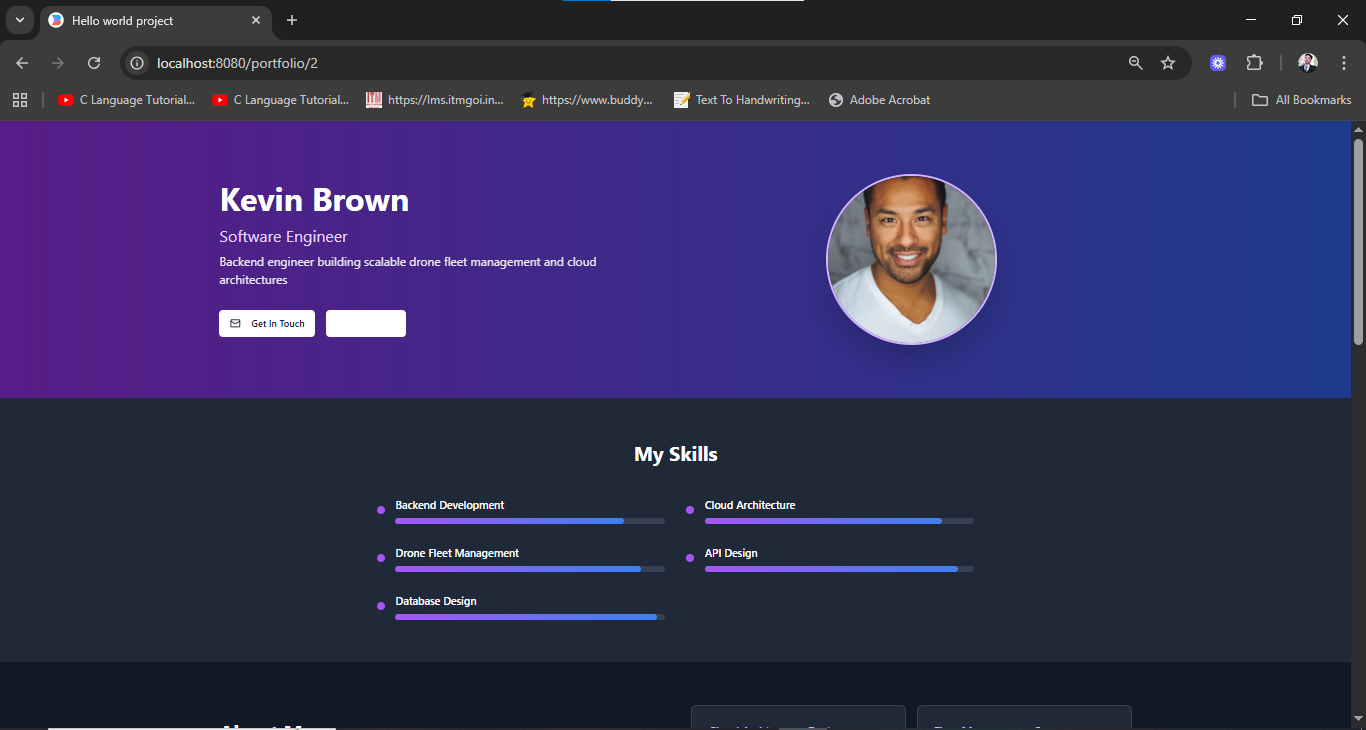 Hello world project
localhost:8080/portfolio/2
C Language Tutorial...
C Language Tutorial...
https://lms.itmgoi.in...
https://www.buddy...
Text To Handwriting...
Adobe Acrobat
All Bookmarks
Kevin Brown
Software Engineer
Backend engineer building scalable drone fleet management and cloud
architectures
Get In Touch
My Skills
Backend Development
Cloud Architecture
Drone Fleet Management
API Design
Database Design